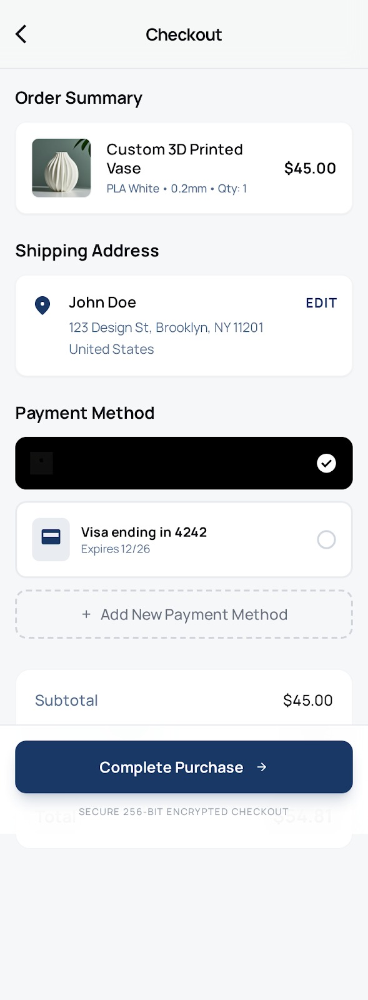 Checkout
Order Summary
Custom 3D Printed
Vase
$45.00
PLA White • 0.2mm • Qty: 1
Shipping Address
John Doe
EDIT
123 Design St, Brooklyn, NY 11201
United States
Payment Method
Visa ending in 4242
Expires 12/26
+ Add New Payment Method
Subtotal $45.00
Complete Purchase →
SECURE 256-BIT ENCRYPTED CHECKOUT
Total $54.81